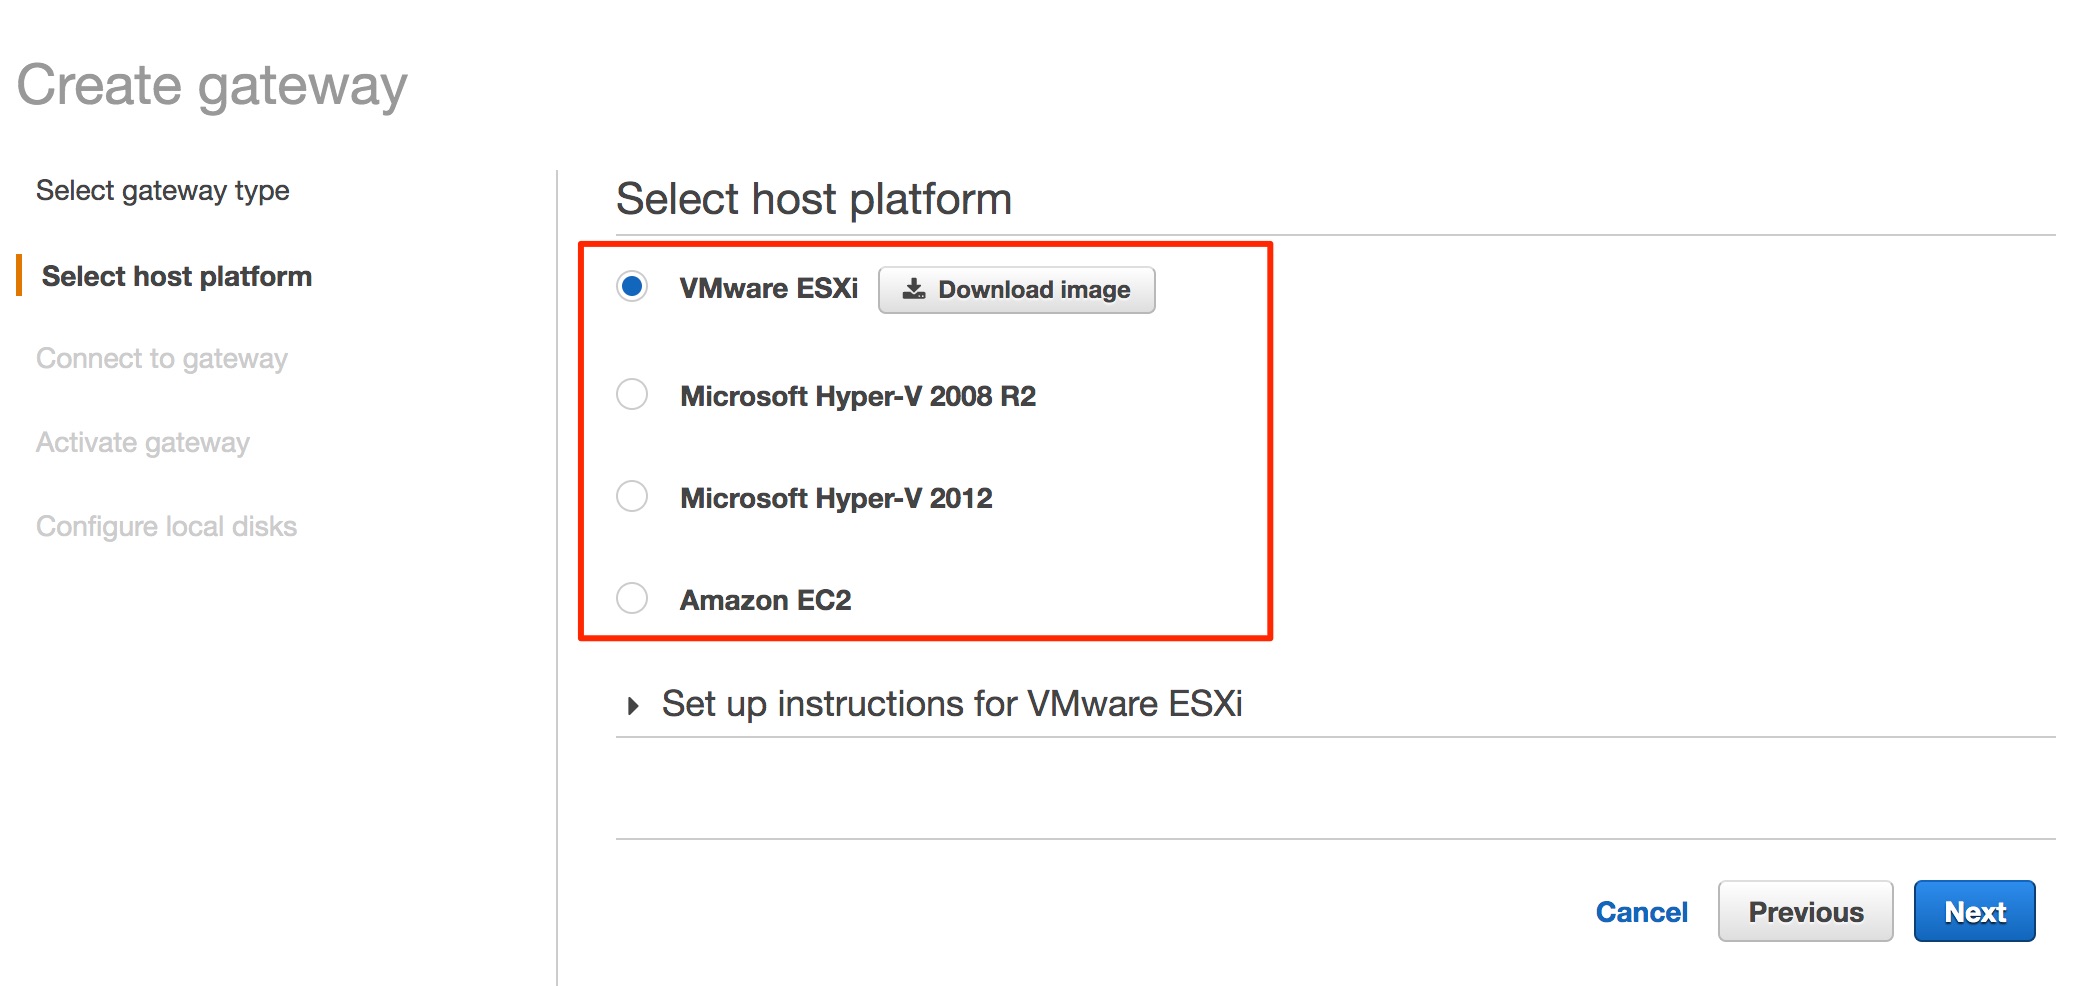 Create gateway
Select gateway type
Select host platform
Connect to gateway
Activate gateway
Configure local disks
Select host platform
VMware ESXi
Download image
Microsoft Hyper-V 2008 R2
Microsoft Hyper-V 2012
Amazon EC2
Set up instructions for VMware ESXi
Cancel
Previous
Next